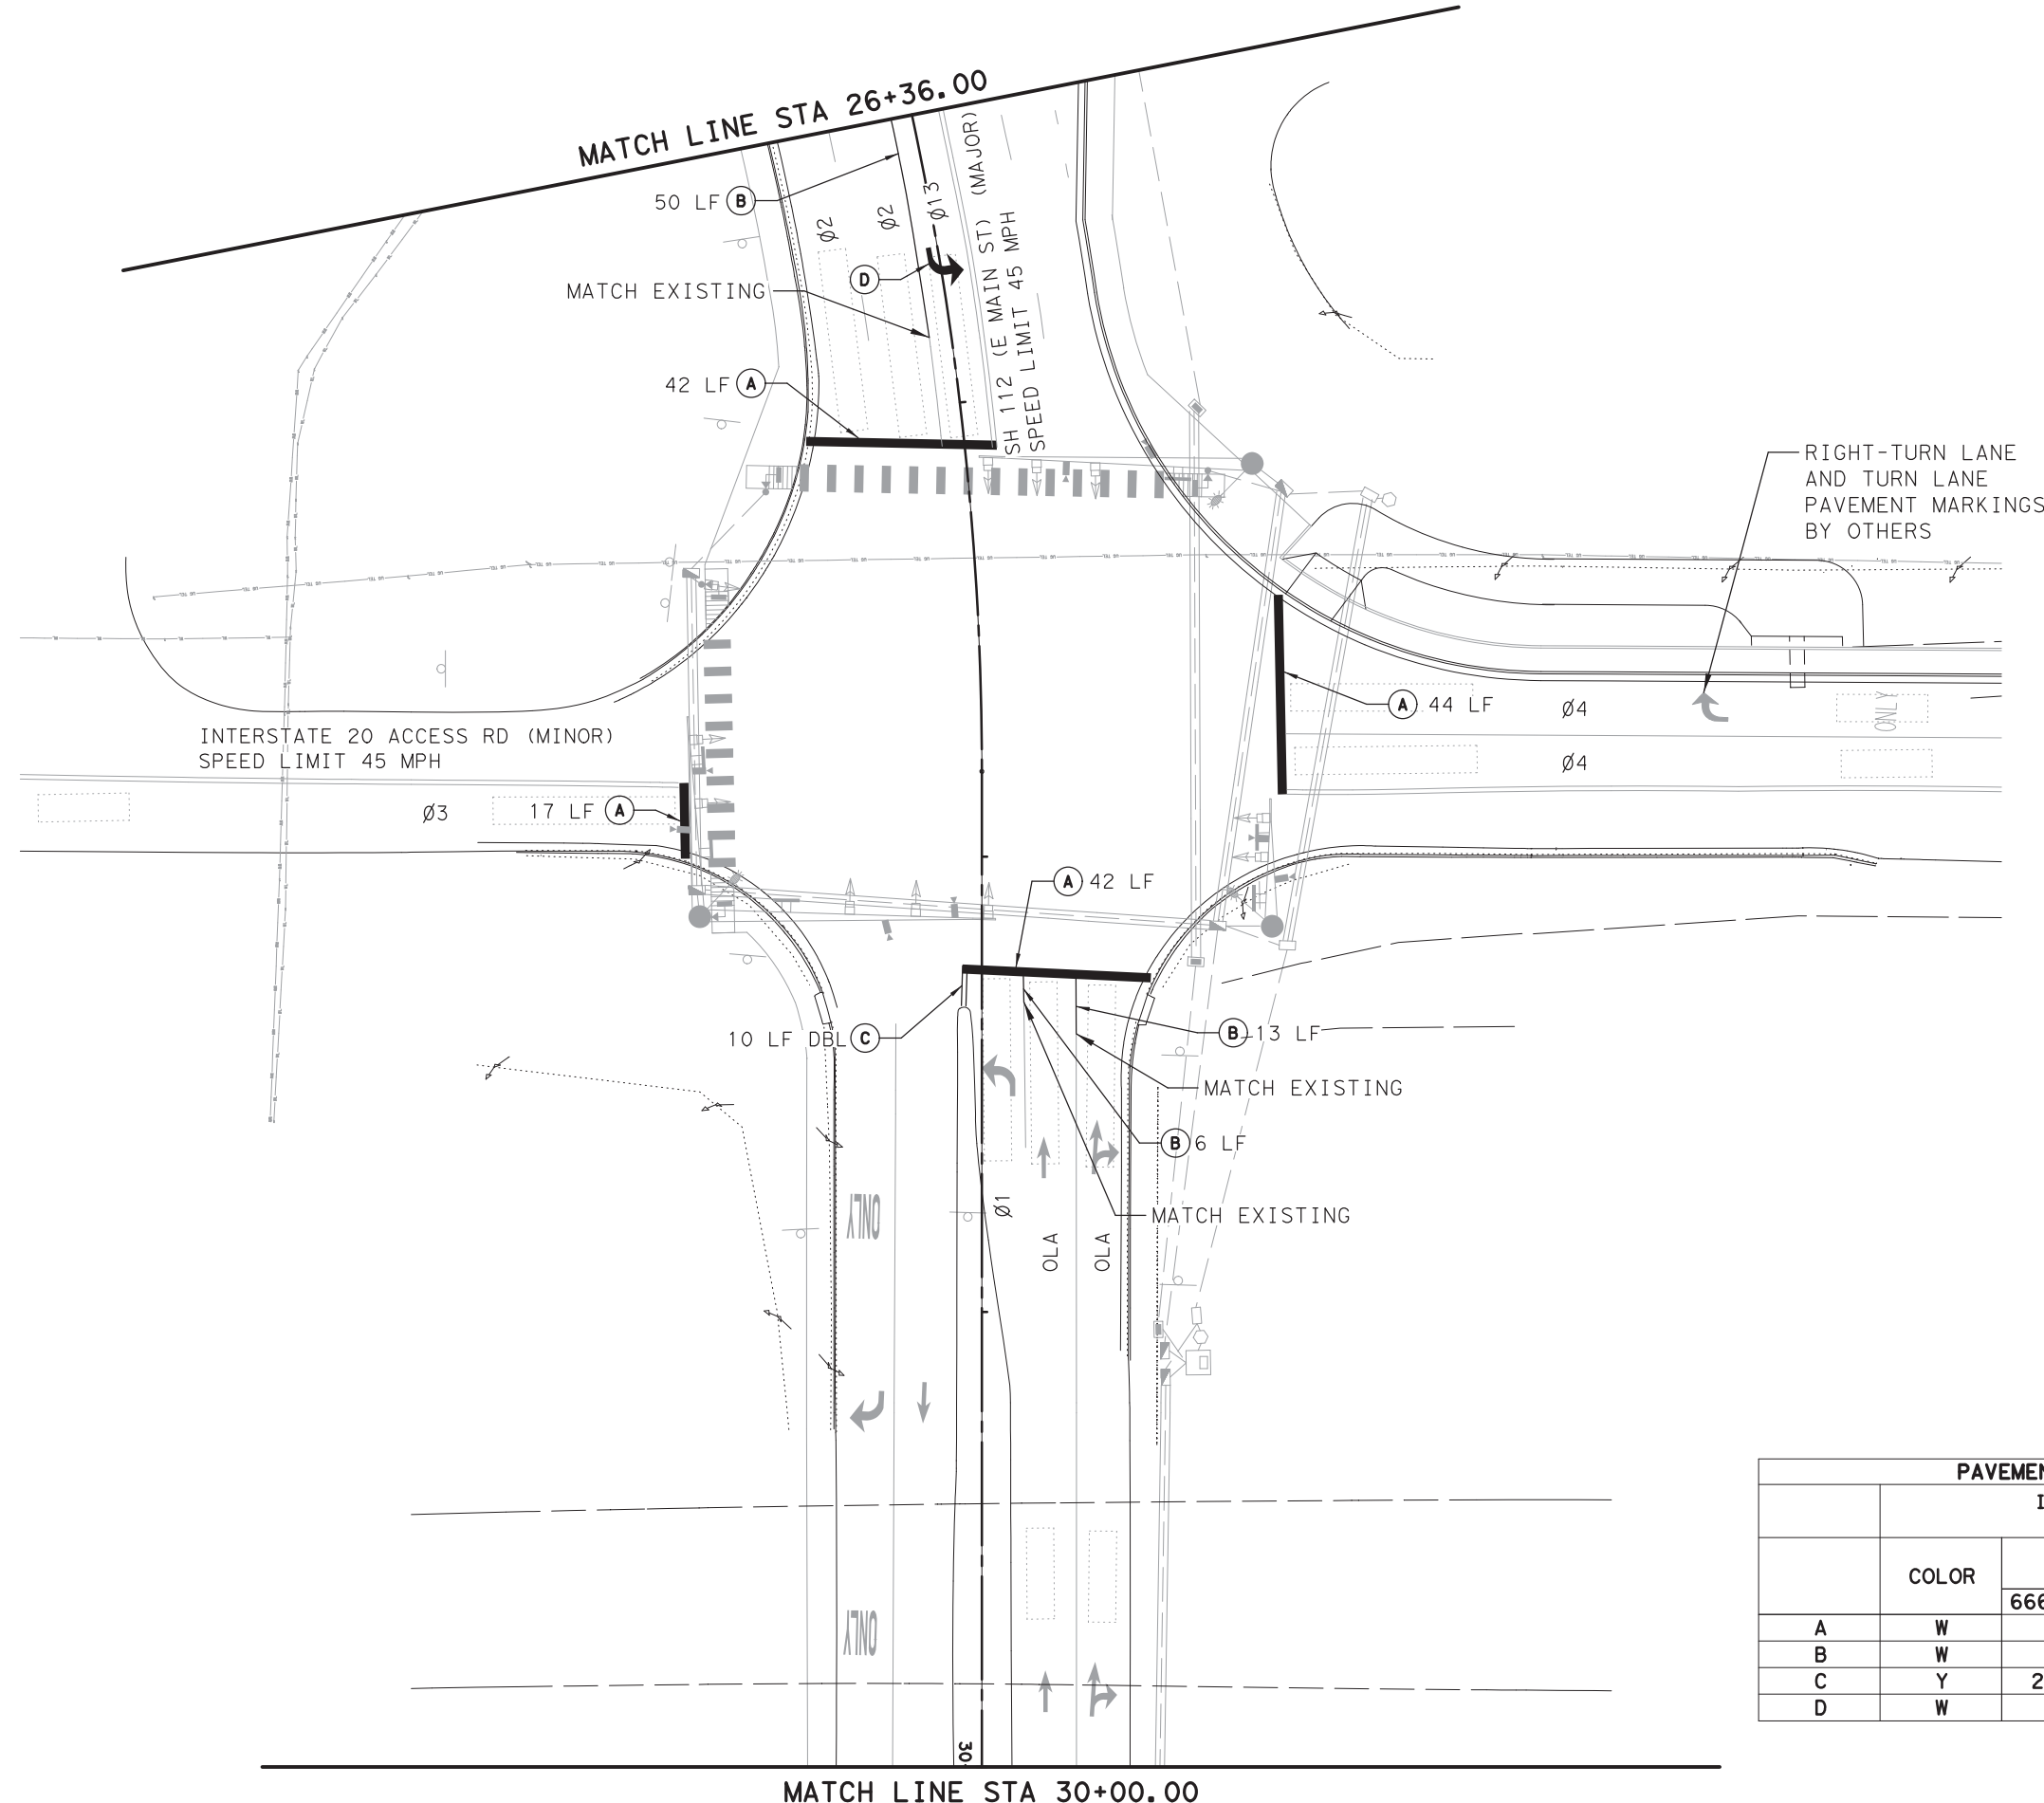 MATCH LINE STA 26+36.00
50 LF B
Ø2
Ø2
Ø13
SH 112 (E MAIN ST) (MAJOR)
SPEED LIMIT 45 MPH
D
MATCH EXISTING
42 LF A
RIGHT-TURN LANE
AND TURN LANE
PAVEMENT MARKINGS
BY OTHERS
A 44 LF
Ø4
ONLY
Ø4
INTERSTATE 20 ACCESS RD (MINOR)
SPEED LIMIT 45 MPH
Ø3
17 LF A
A 42 LF
10 LF DBL C
B 13 LF
MATCH EXISTING
B 6 LF
MATCH EXISTING
Ø1
OLA
OLA
ONLY
ONLY
30
MATCH LINE STA 30+00.00
COLOR
666
A W
B W
C Y 2
D W